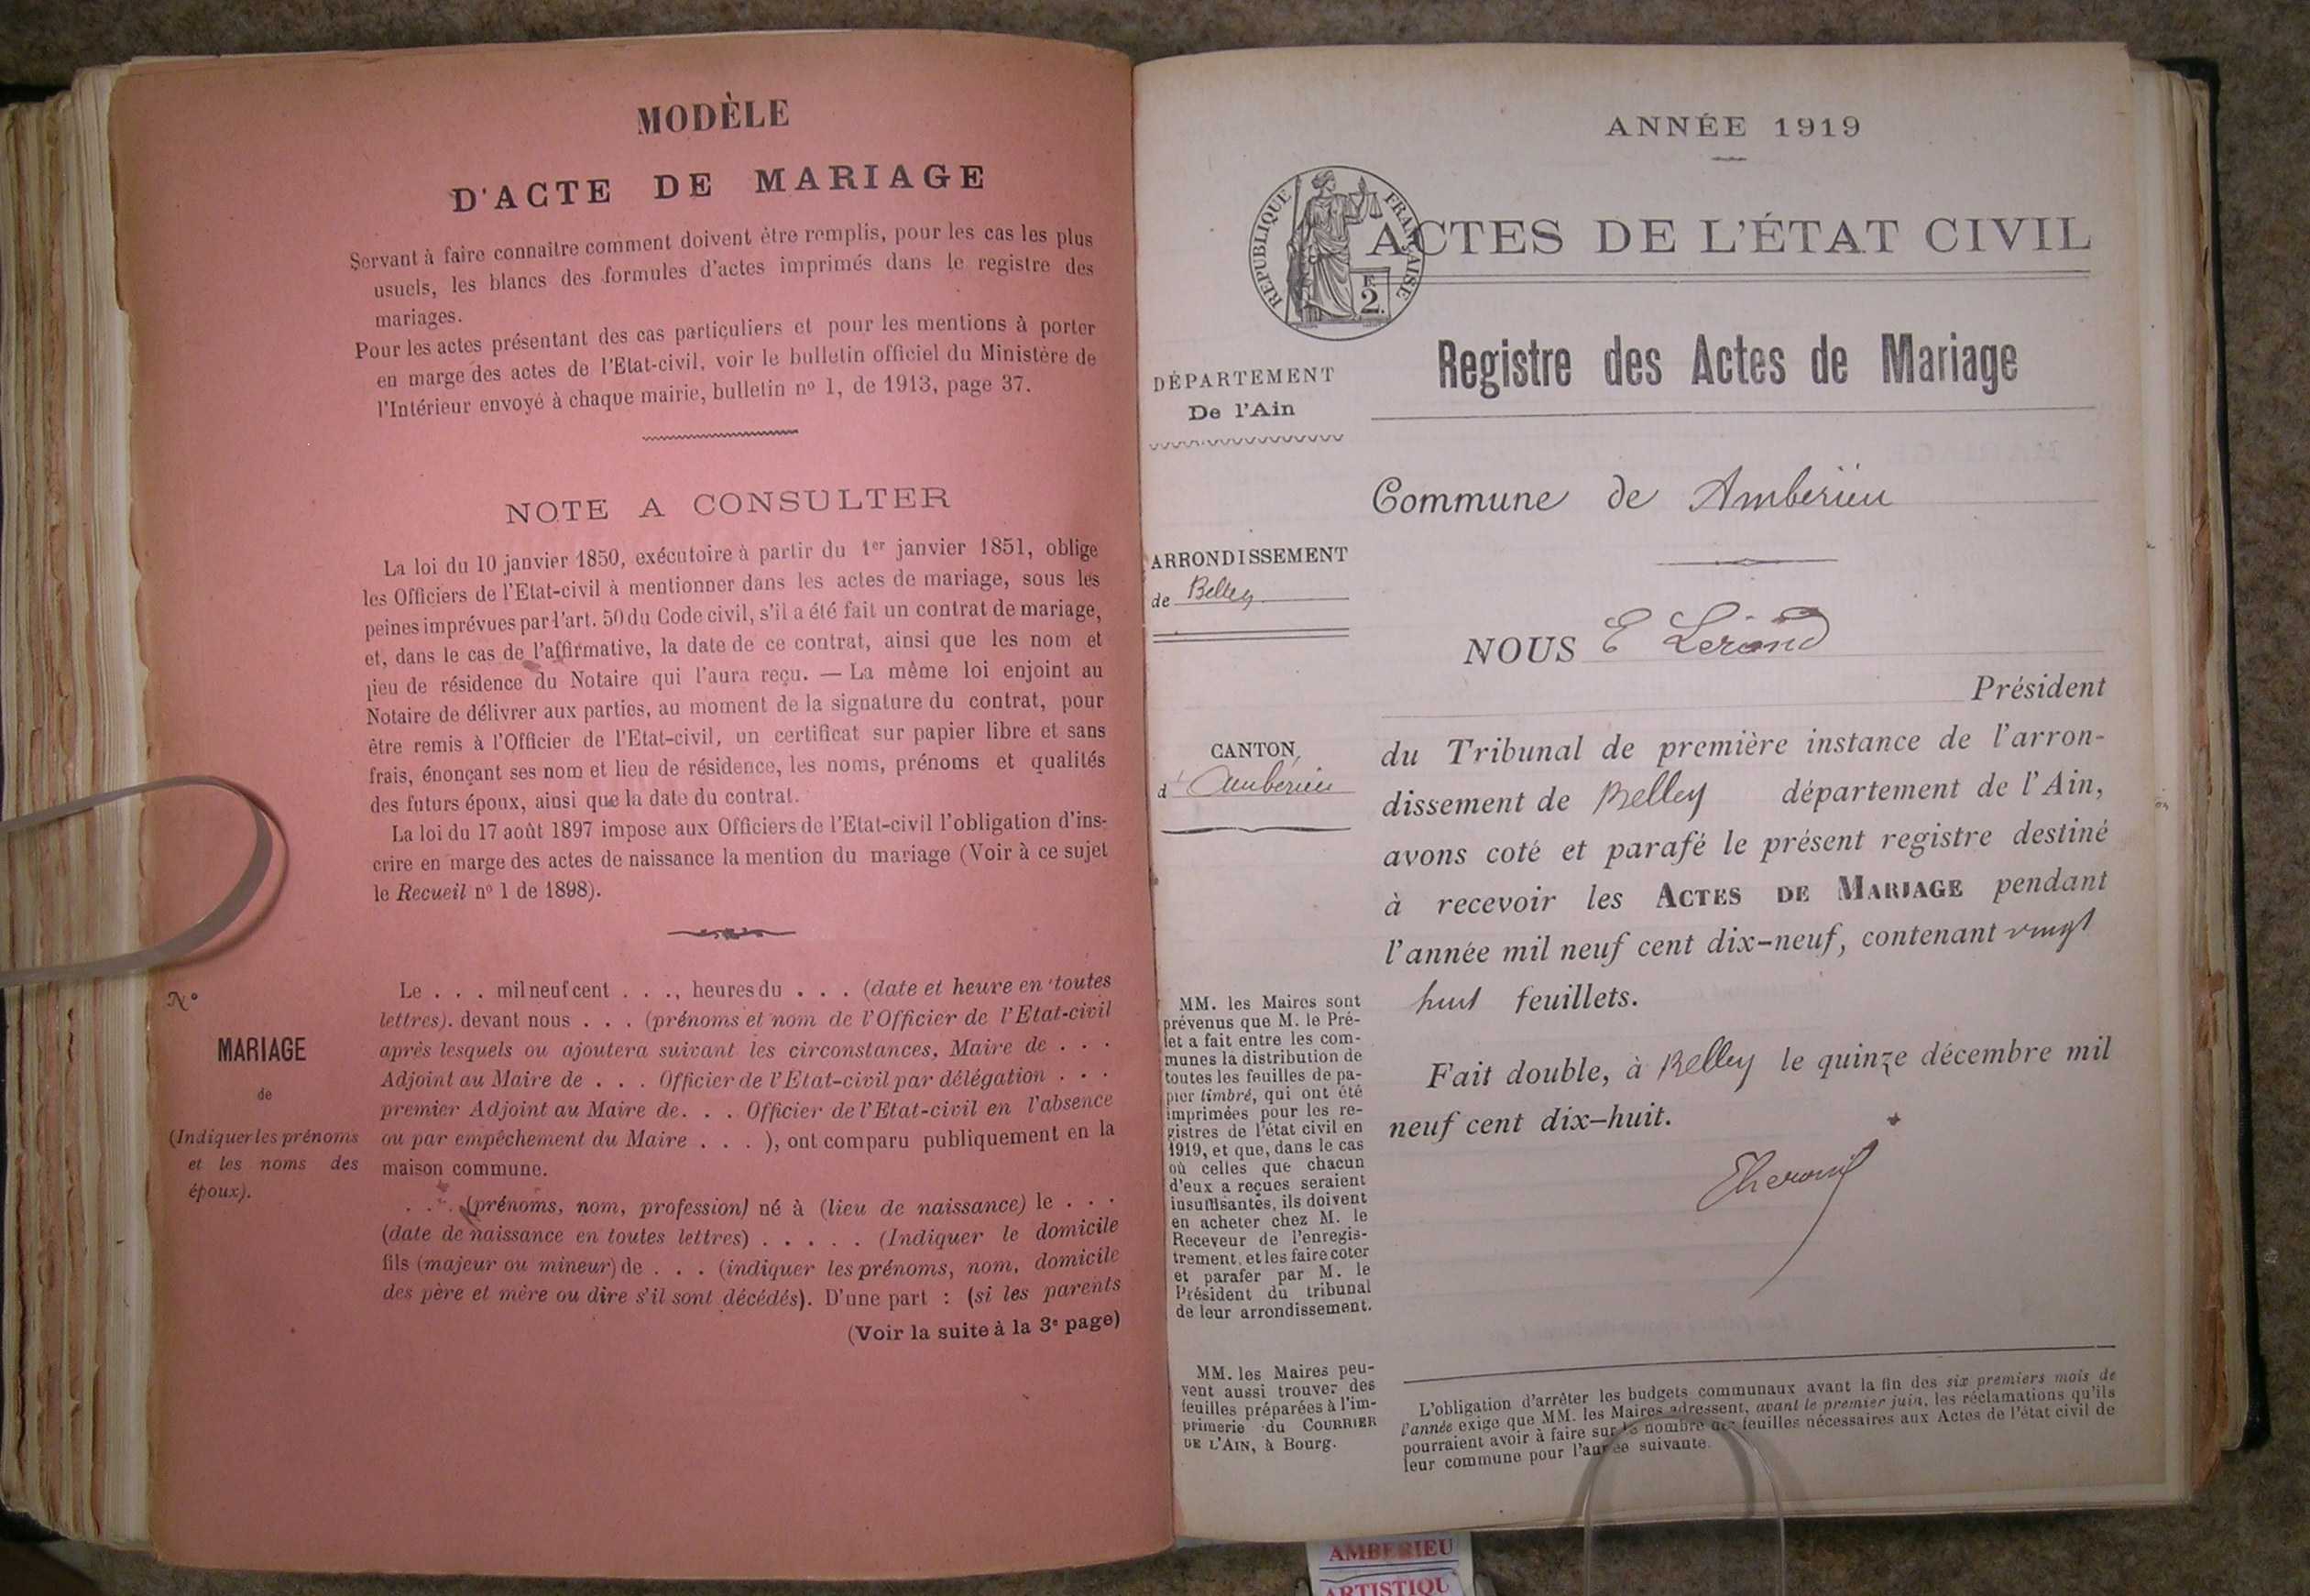 MODÈLE
D'ACTE DE MARIAGE
Servant à faire connaître comment doivent être remplis, pour les cas les plus
usuels, les blancs des formules d'actes imprimés dans le registre des
mariages.
Pour les actes présentant des cas particuliers et pour les mentions à porter
en marge des actes de l'Etat-civil, voir le bulletin officiel du Ministère de
l'Intérieur envoyé à chaque mairie, bulletin nº 1, de 1913, page 37.
NOTE A CONSULTER
La loi du 10 janvier 1850, exécutoire à partir du 1er janvier 1851, oblige
les Officiers de l'Etat-civil à mentionner dans les actes de mariage, sous les
peines imprévues par l'art. 50 du Code civil, s'il a été fait un contrat de mariage,
et, dans le cas de l'affirmative, la date de ce contrat, ainsi que les nom et
lieu de résidence du Notaire qui l'aura reçu. — La même loi enjoint au
Notaire de délivrer aux parties, au moment de la signature du contrat, pour
être remis à l'Officier de l'Etat-civil, un certificat sur papier libre et sans
frais, énonçant ses nom et lieu de résidence, les noms, prénoms et qualités
des futurs époux, ainsi que la date du contrat.
La loi du 17 août 1897 impose aux Officiers de l'Etat-civil l'obligation d'ins-
crire en marge des actes de naissance la mention du mariage (Voir à ce sujet
le Recueil nº 1 de 1898).
Nº
MARIAGE
de
(Indiquer les prénoms
et les noms des
époux).
Le . . . mil neuf cent . . ., heures du . . . (date et heure en toutes
lettres). devant nous . . . (prénoms et nom de l'Officier de l'Etat-civil
après lesquels ou ajoutera suivant les circonstances, Maire de . . .
Adjoint au Maire de . . . Officier de l'Etat-civil par délégation . . .
premier Adjoint au Maire de. . . Officier de l'Etat-civil en l'absence
ou par empêchement du Maire . . . ), ont comparu publiquement en la
maison commune.
. . . (prénoms, nom, profession) né à (lieu de naissance) le . . .
(date de naissance en toutes lettres) . . . . . (Indiquer le domicile
fils (majeur ou mineur) de . . . (indiquer les prénoms, nom, domicile
des père et mère ou dire s'il sont décédés). D'une part : (si les parents
(Voir la suite à la 3e page)
ANNÉE 1919
RÉPUBLIQUE FRANÇAISE
2.
ACTES DE L'ÉTAT CIVIL
Registre des Actes de Mariage
DÉPARTEMENT
De l'Ain
Commune de Ambérieu
ARRONDISSEMENT
de Belley
CANTON
d'Ambérieu
NOUS E
Président
du Tribunal de première instance de l'arron-
dissement de Belley département de l'Ain,
avons coté et parafé le présent registre destiné
à recevoir les ACTES DE MARIAGE pendant
l'année mil neuf cent dix-neuf, contenant vingt
huit feuillets.
Fait double, à Belley le quinze décembre mil
neuf cent dix-huit.
MM. les Maires sont
prévenus que M. le Pré-
fet a fait entre les com-
munes la distribution de
toutes les feuilles de pa-
pier timbré, qui ont été
imprimées pour les re-
gistres de l'état civil en
1919, et que, dans le cas
où celles que chacun
d'eux a reçues seraient
insuffisantes, ils doivent
en acheter chez M. le
Receveur de l'enregis-
trement, et les faire coter
et parafer par M. le
Président du tribunal
de leur arrondissement.
MM. les Maires peu-
vent aussi trouver des
feuilles préparées à l'im-
primerie du COURRIER
DE L'AIN, à Bourg.
L'obligation d'arrêter les budgets communaux avant la fin des six premiers mois de
l'année exige que MM. les Maires adressent, avant le premier juin, les réclamations qu'ils
pourraient avoir à faire sur le nombre des feuilles nécessaires aux Actes de l'état civil de
leur commune pour l'année suivante.
AMBERIEU
ARTISTIQU